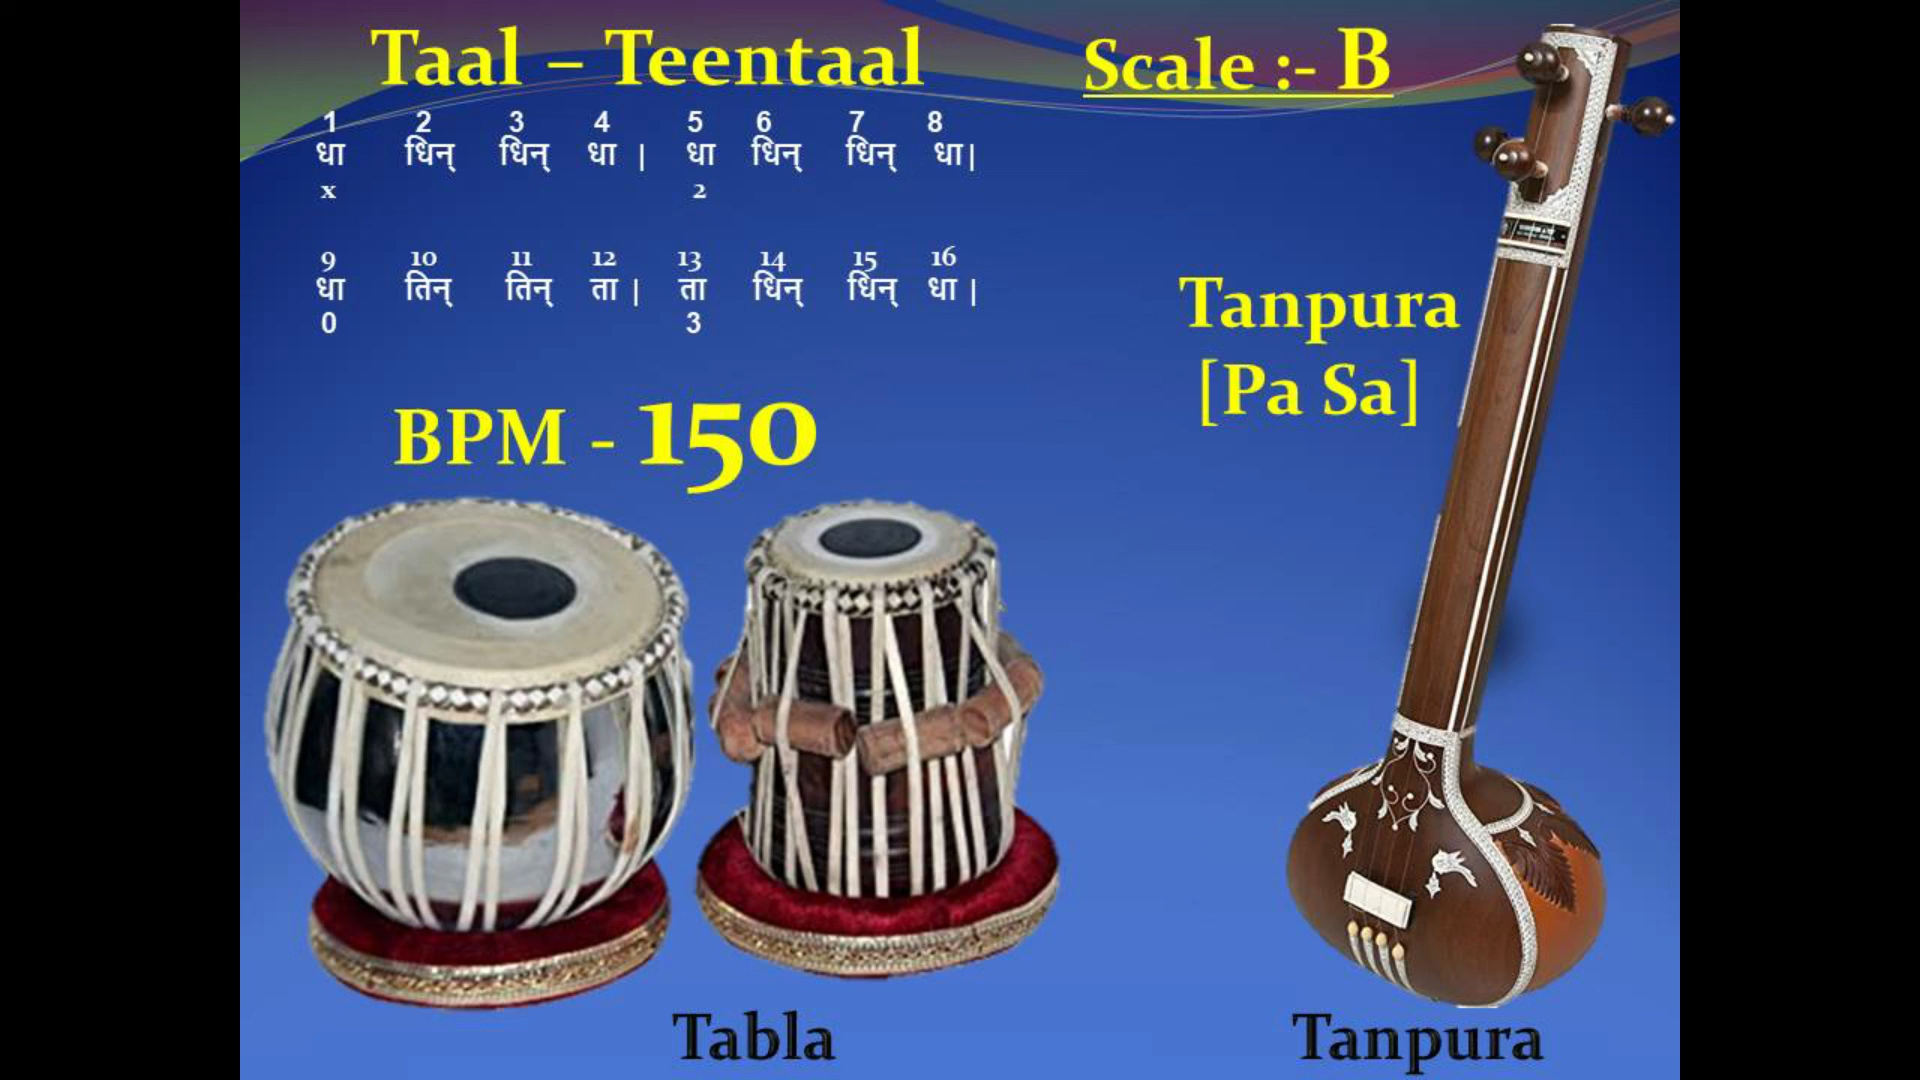 Taal – Teentaal
Scale :- B
1 2 3 4 5 6 7 8
धा धिन् धिन् धा | धा धिन् धिन् धा|
x 2
9 10 11 12 13 14 15 16
धा तिन् तिन् ता | ता धिन् धिन् धा |
0 3
Tanpura
[Pa Sa]
BPM - 150
Tabla
Tanpura